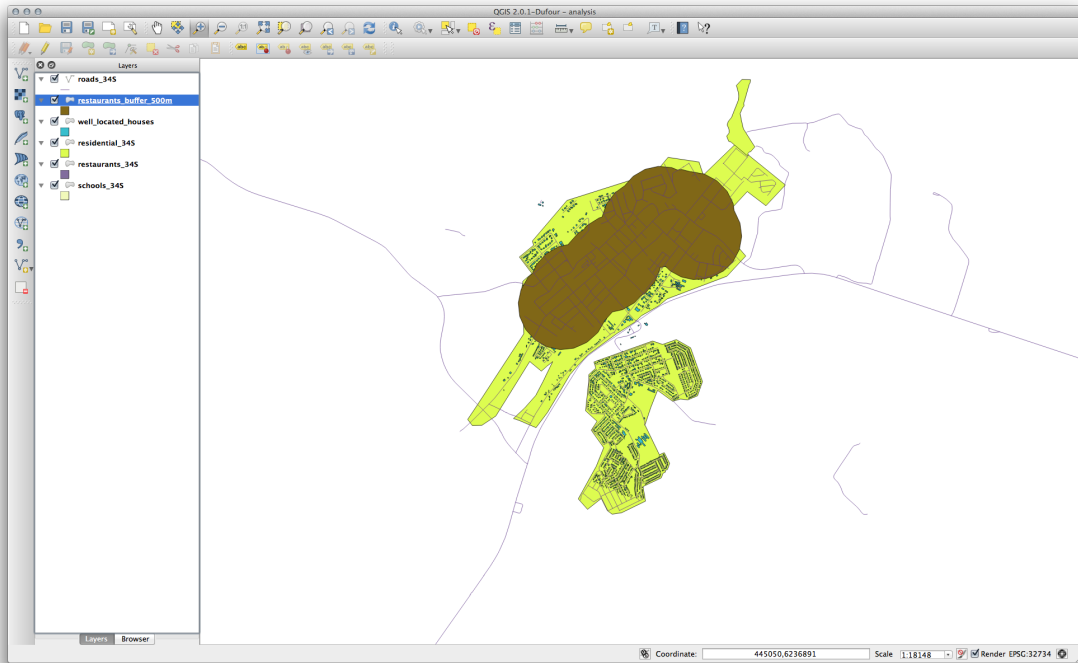 QGIS 2.0.1-Dufour - analysis
Layers
roads_34S
restaurants_buffer_500m
well_located_houses
residential_34S
restaurants_34S
schools_34S
Layers Browser
Coordinate: 445050,6236891 Scale 1:18148 Render EPSG:32734